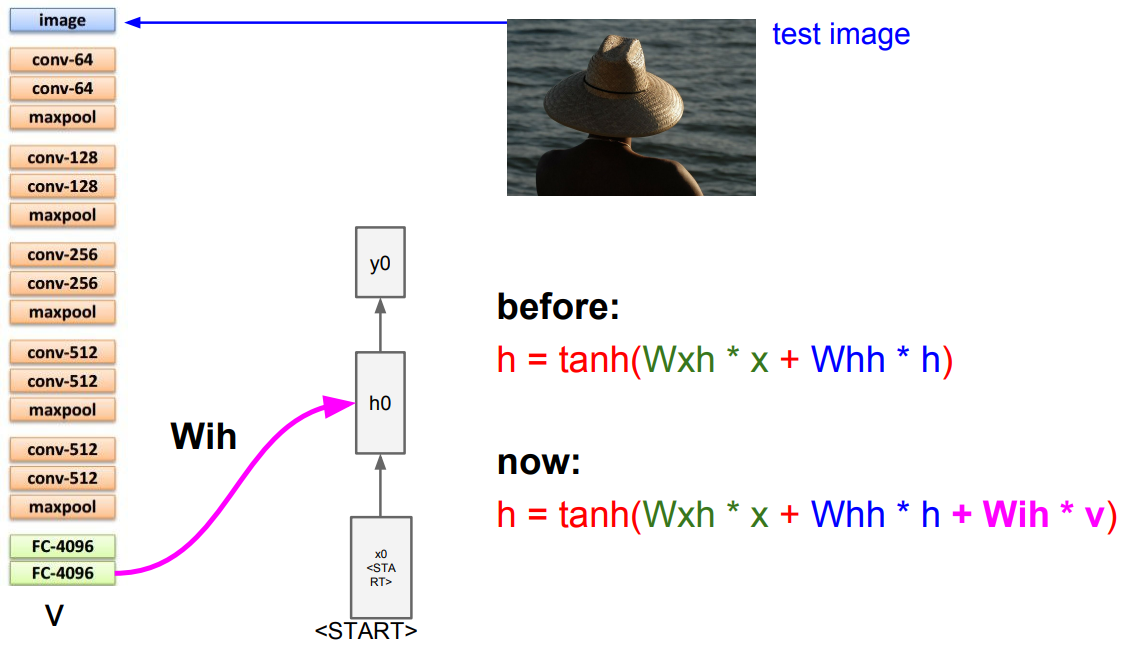 image
test image
conv-64
conv-64
maxpool
conv-128
conv-128
maxpool
conv-256
conv-256
maxpool
conv-512
conv-512
maxpool
conv-512
conv-512
maxpool
FC-4096
FC-4096
v
Wih
y0
h0
x0
<STA
RT>
<START>
before:
h = tanh(Wxh * x + Whh * h)
now:
h = tanh(Wxh * x + Whh * h + Wih * v)